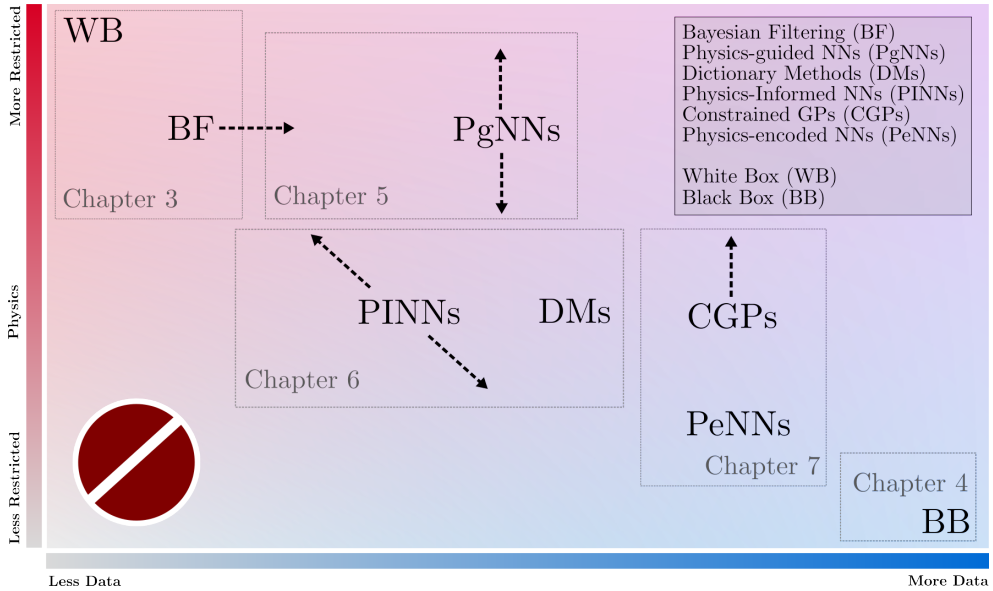 More Restricted
Physics
Less Restricted
WB
BF
Chapter 3
PgNNs
Chapter 5
Bayesian Filtering (BF)
Physics-guided NNs (PgNNs)
Dictionary Methods (DMs)
Physics-Informed NNs (PINNs)
Constrained GPs (CGPs)
Physics-encoded NNs (PeNNs)
White Box (WB)
Black Box (BB)
PINNs
DMs
Chapter 6
CGPs
PeNNs
Chapter 7
Chapter 4
BB
Less Data
More Data